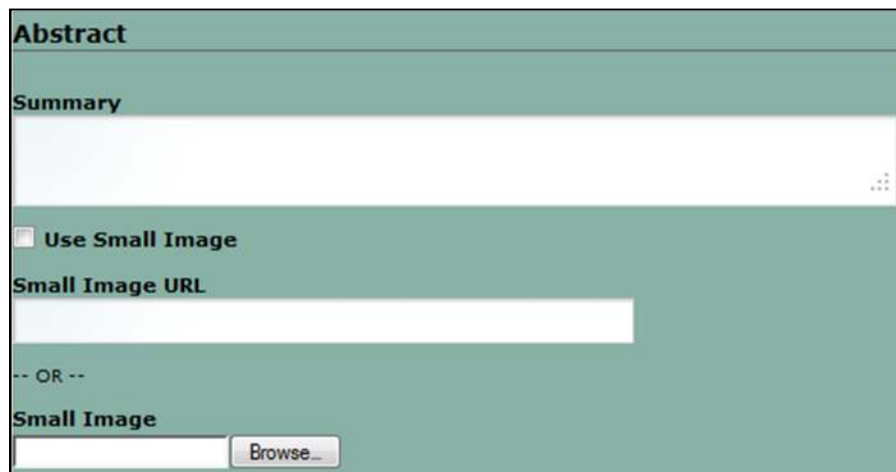 Abstract
Summary
Use Small Image
Small Image URL
-- OR --
Small Image
Browse...